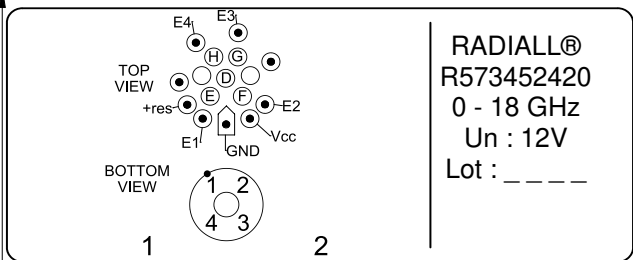 E4
E3
H G
TOP
VIEW
D
E F
+res
E2
E1
Vcc
GND
BOTTOM
VIEW
1 2
4 3
1 2
RADIALL®
R573452420
0 - 18 GHz
Un : 12V
Lot : _ _ _ _